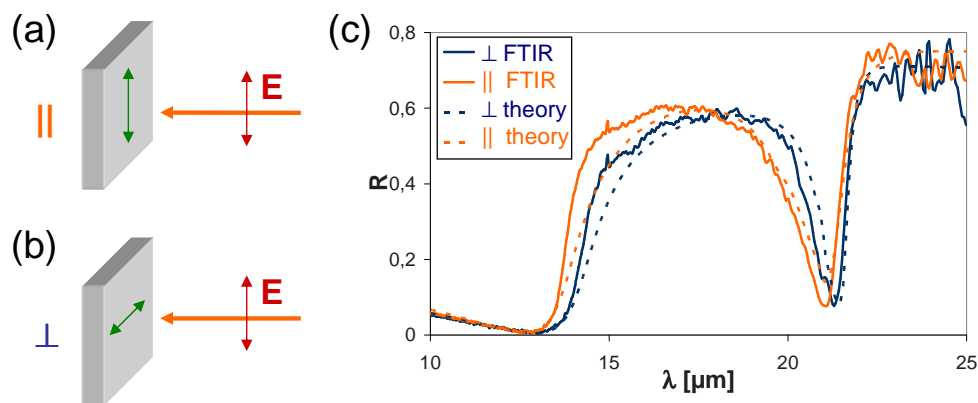 (a)
||
E
(b)
⊥
E
(c)
R
0,8
0,6
0,4
0,2
0
⊥ FTIR
|| FTIR
⊥ theory
|| theory
10 15 20 25
λ [µm]